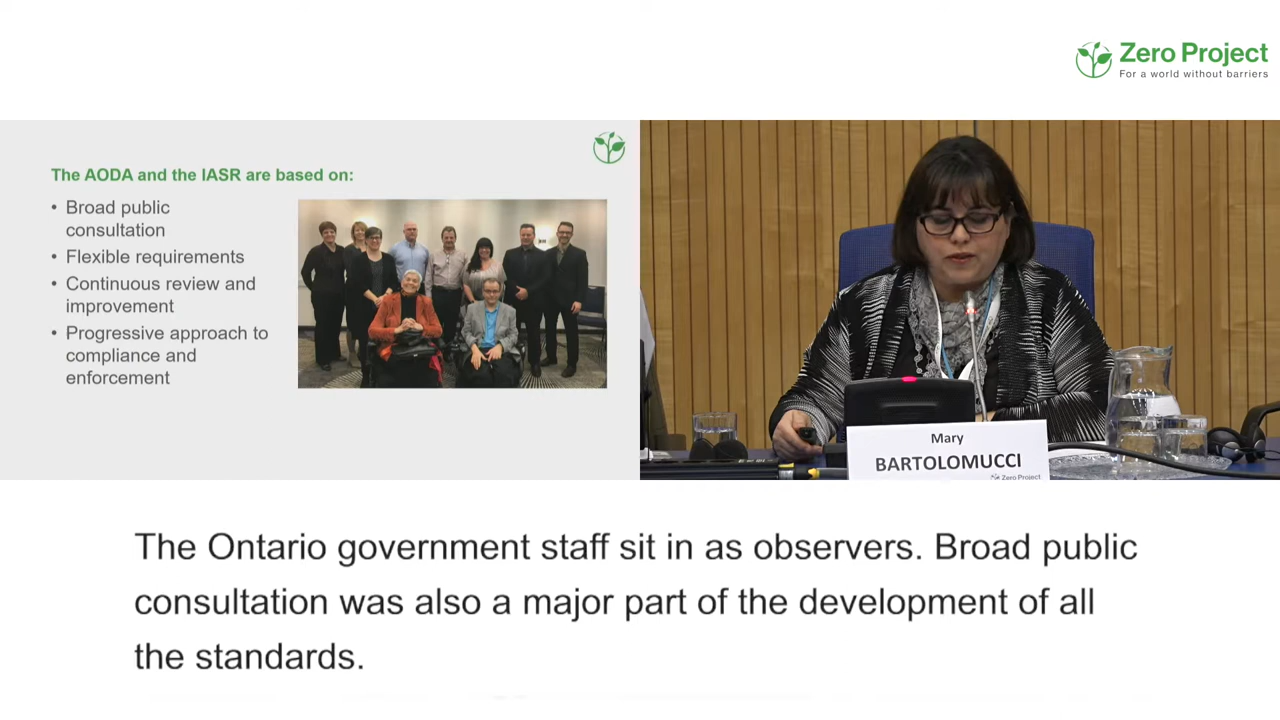 Zero Project
For a world without barriers
The AODA and the IASR are based on:
• Broad public
consultation
• Flexible requirements
• Continuous review and
improvement
• Progressive approach to
compliance and
enforcement
Mary
BARTOLOMUCCI
Zero Project
The Ontario government staff sit in as observers. Broad public
consultation was also a major part of the development of all
the standards.